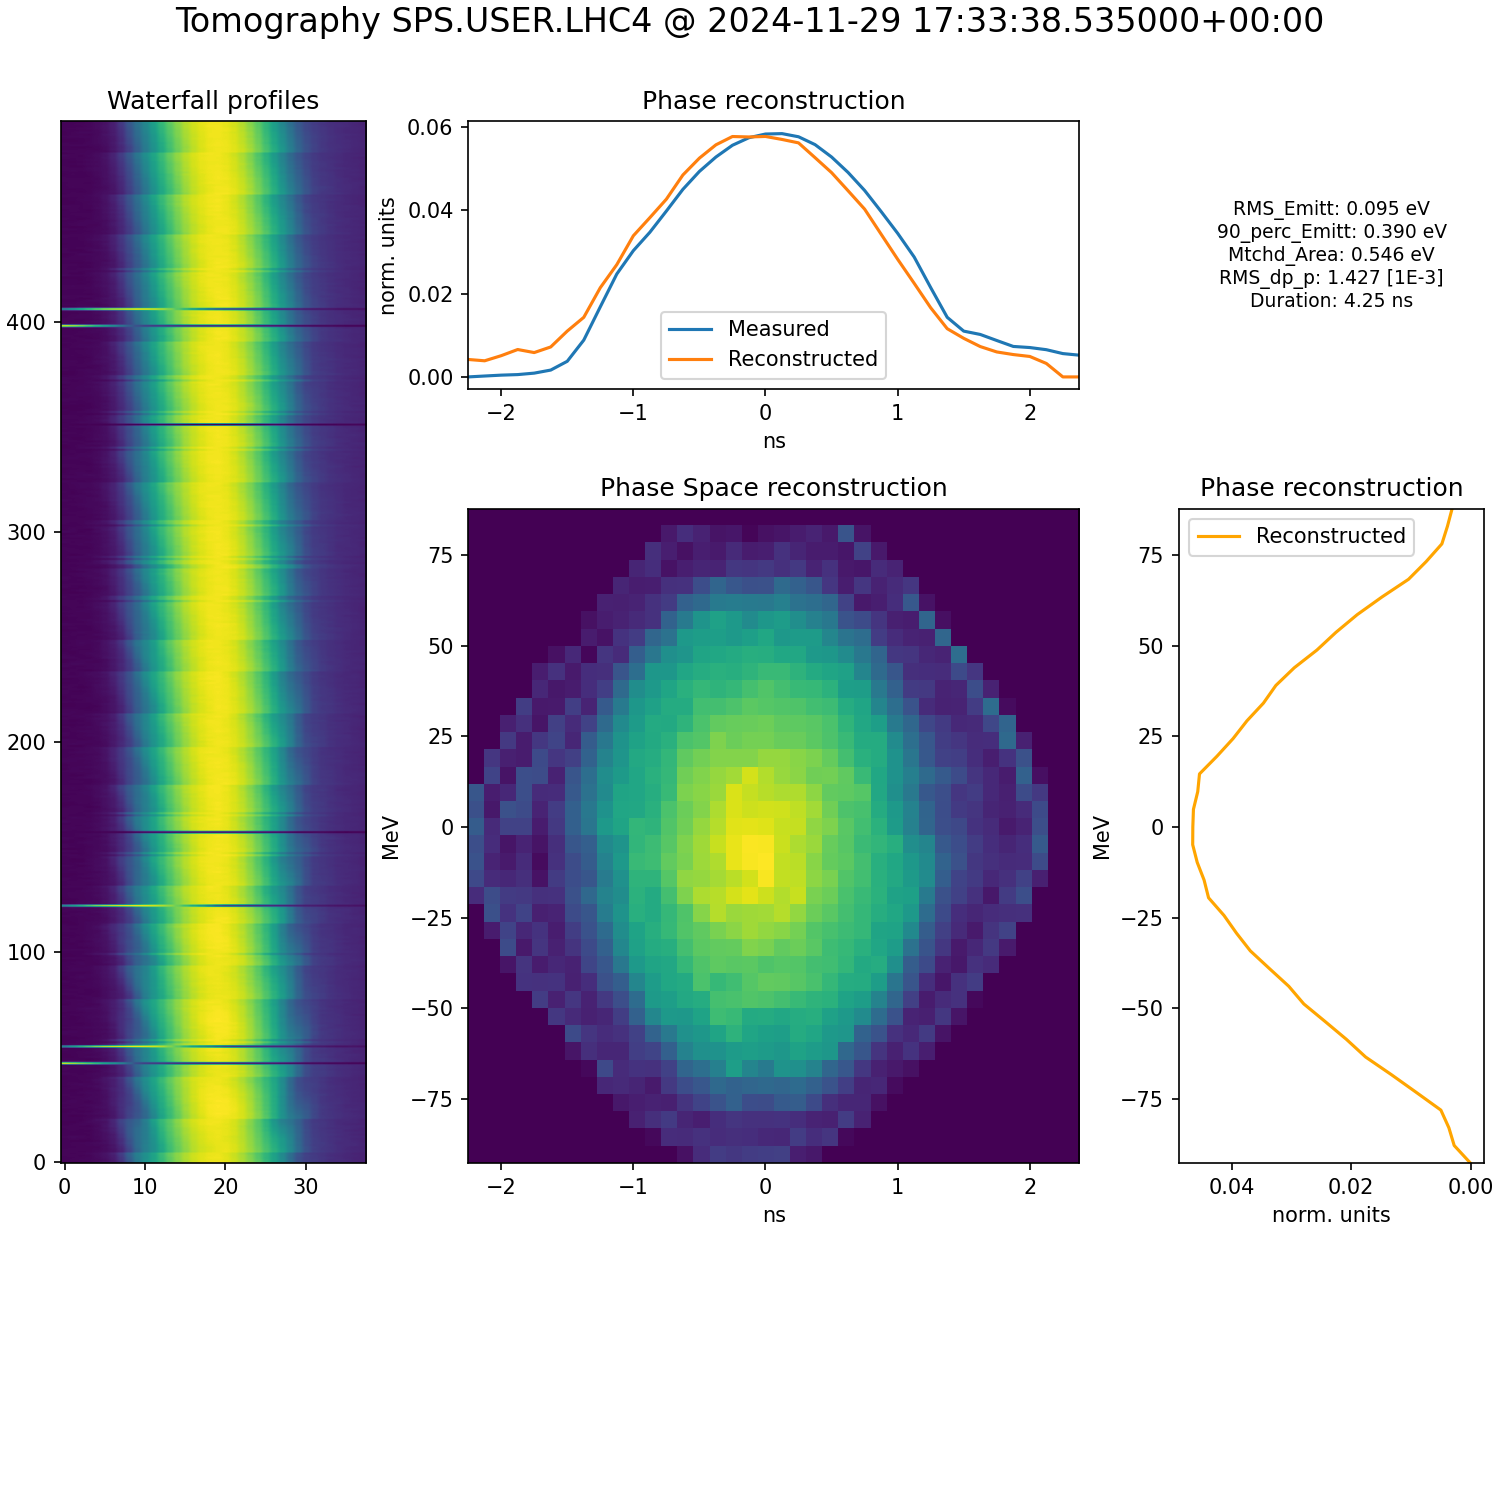 Tomography SPS.USER.LHC4 @ 2024-11-29 17:33:38.535000+00:00
Waterfall profiles
400
300
200
100
0
0 10 20 30
Phase reconstruction
norm. units
0.06
0.04
0.02
0.00
Measured
Reconstructed
−2 −1 0 1 2
ns
RMS_Emitt: 0.095 eV
90_perc_Emitt: 0.390 eV
Mtchd_Area: 0.546 eV
RMS_dp_p: 1.427 [1E-3]
Duration: 4.25 ns
Phase Space reconstruction
MeV
75
50
25
0
−25
−50
−75
−2 −1 0 1 2
ns
Phase reconstruction
Reconstructed
MeV
75
50
25
0
−25
−50
−75
0.04 0.02 0.00
norm. units